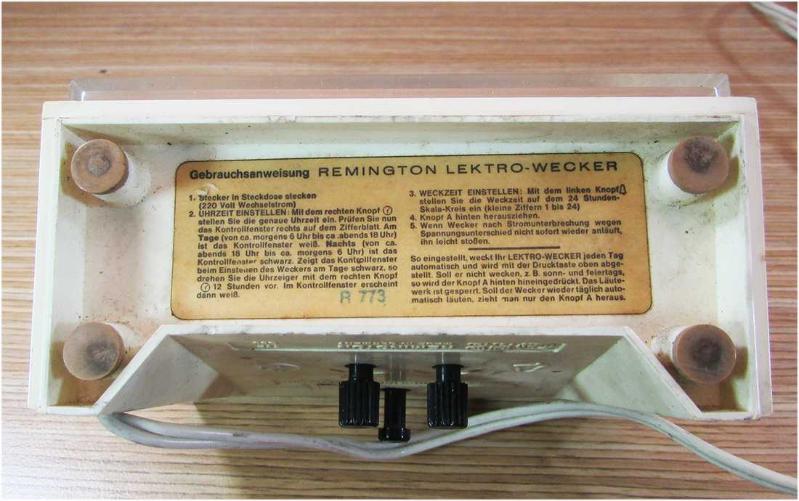 Gebrauchsanweisung REMINGTON LEKTRO-WECKER
1. Stecker in Steckdose stecken
(220 Volt Wechselstrom)
2. UHRZEIT EINSTELLEN: Mit dem rechten Knopf
stellen Sie die genaue Uhrzeit ein. Prüfen Sie nun
das Kontrollfenster rechts auf dem Zifferblatt. Am
Tage (von ca. morgens 6 Uhr bis ca. abends 18 Uhr)
ist das Kontrollfenster weiß. Nachts (von ca.
abends 18 Uhr bis ca. morgens 6 Uhr) ist das
Kontrollfenster schwarz. Zeigt das Kontrollfenster
beim Einstellen des Weckers am Tage schwarz, so
drehen Sie die Uhrzeiger mit dem rechten Knopf
12 Stunden vor. Im Kontrollfenster erscheint
dann weiß.
R 773
3. WECKZEIT EINSTELLEN: Mit dem linken Knopf
stellen Sie die Weckzeit auf dem 24 Stunden-
Skala-Kreis ein (kleine Ziffern 1 bis 24)
4. Knopf A hinten herausziehen.
5. Wenn Wecker nach Stromunterbrechung wegen
Spannungsunterschied nicht sofort wieder anläuft,
ihn leicht stoßen.
So eingestellt, weckt Ihr LEKTRO-WECKER jeden Tag
automatisch und wird mit der Drucktaste oben abge-
stellt. Soll er nicht wecken, z. B. sonn- und feiertags,
so wird der Knopf A hinten hineingedrückt. Das Läute-
werk ist gesperrt. Soll der Wecker wieder täglich auto-
matisch läuten, zieht man nur den Knopf A heraus.